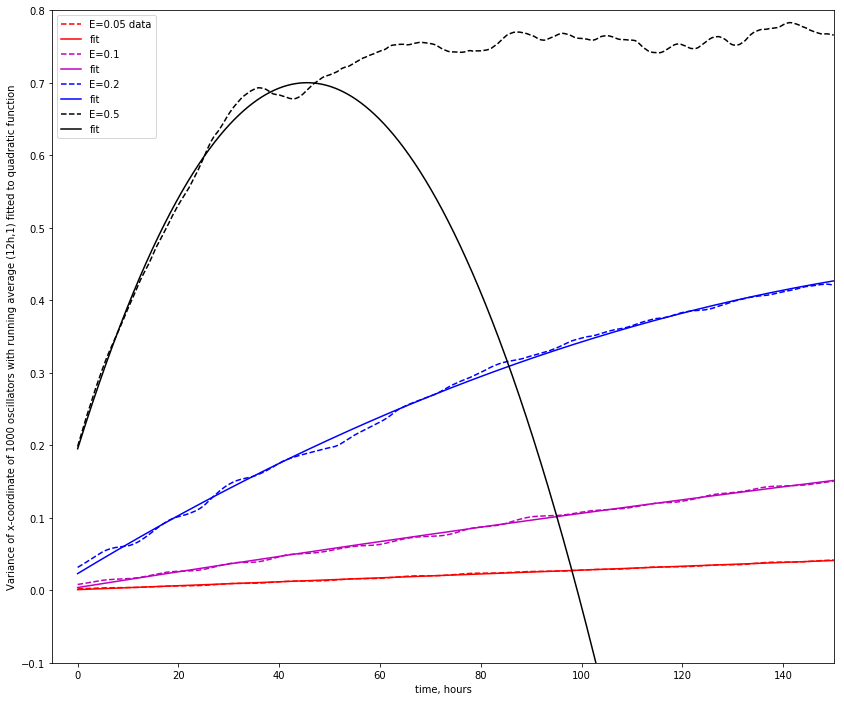 Variance of x-coordinate of 1000 oscillators with running average (12h,1) fitted to quadratic function
0.8
0.7
0.6
0.5
0.4
0.3
0.2
0.1
0.0
−0.1
E=0.05 data
fit
E=0.1
fit
E=0.2
fit
E=0.5
fit
0 20 40 60 80 100 120 140
time, hours